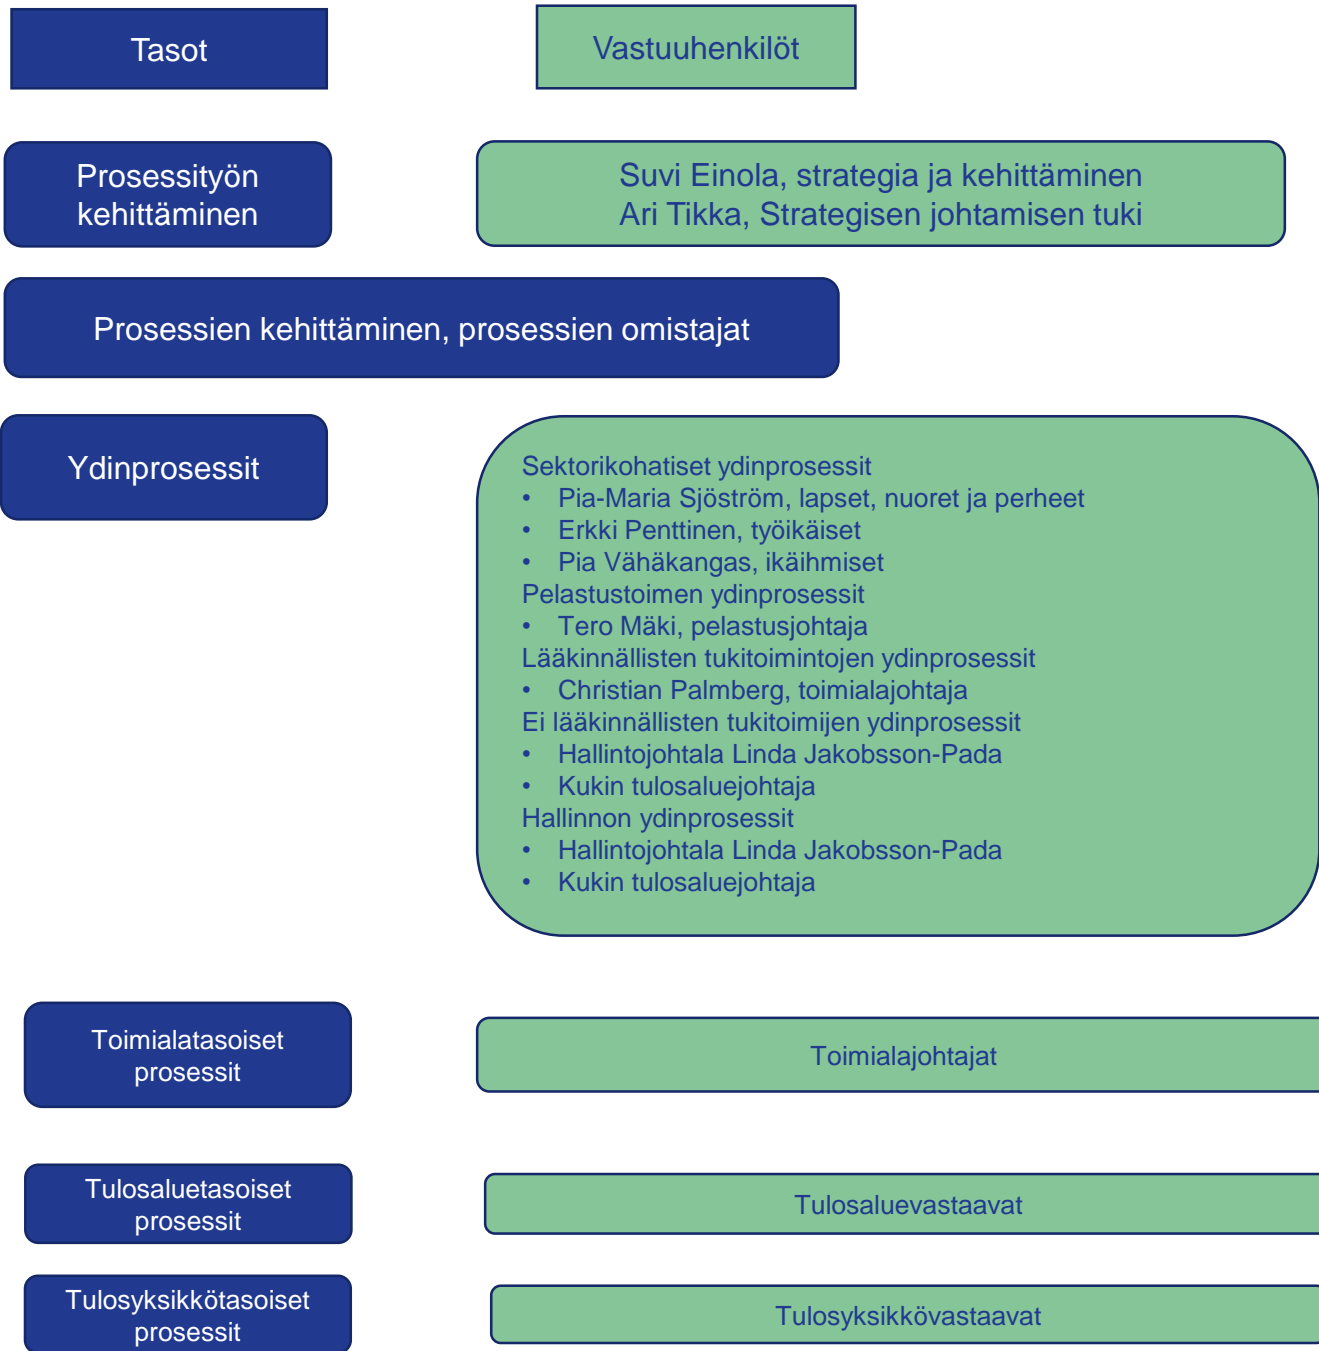 Tasot
Vastuuhenkilöt
Prosessityön
kehittäminen
Suvi Einola, strategia ja kehittäminen
Ari Tikka, Strategisen johtamisen tuki
Prosessien kehittäminen, prosessien omistajat
Ydinprosessit
Sektorikohatiset ydinprosessit
• Pia-Maria Sjöström, lapset, nuoret ja perheet
• Erkki Penttinen, työikäiset
• Pia Vähäkangas, ikäihmiset
Pelastustoimen ydinprosessit
• Tero Mäki, pelastusjohtaja
Lääkinnällisten tukitoimintojen ydinprosessit
• Christian Palmberg, toimialajohtaja
Ei lääkinnällisten tukitoimijen ydinprosessit
• Hallintojohtala Linda Jakobsson-Pada
• Kukin tulosaluejohtaja
Hallinnon ydinprosessit
• Hallintojohtala Linda Jakobsson-Pada
• Kukin tulosaluejohtaja
Toimialatasoiset
prosessit
Toimialajohtajat
Tulosaluetasoiset
prosessit
Tulosaluevastaavat
Tulosyksikkötasoiset
prosessit
Tulosyksikkövastaavat